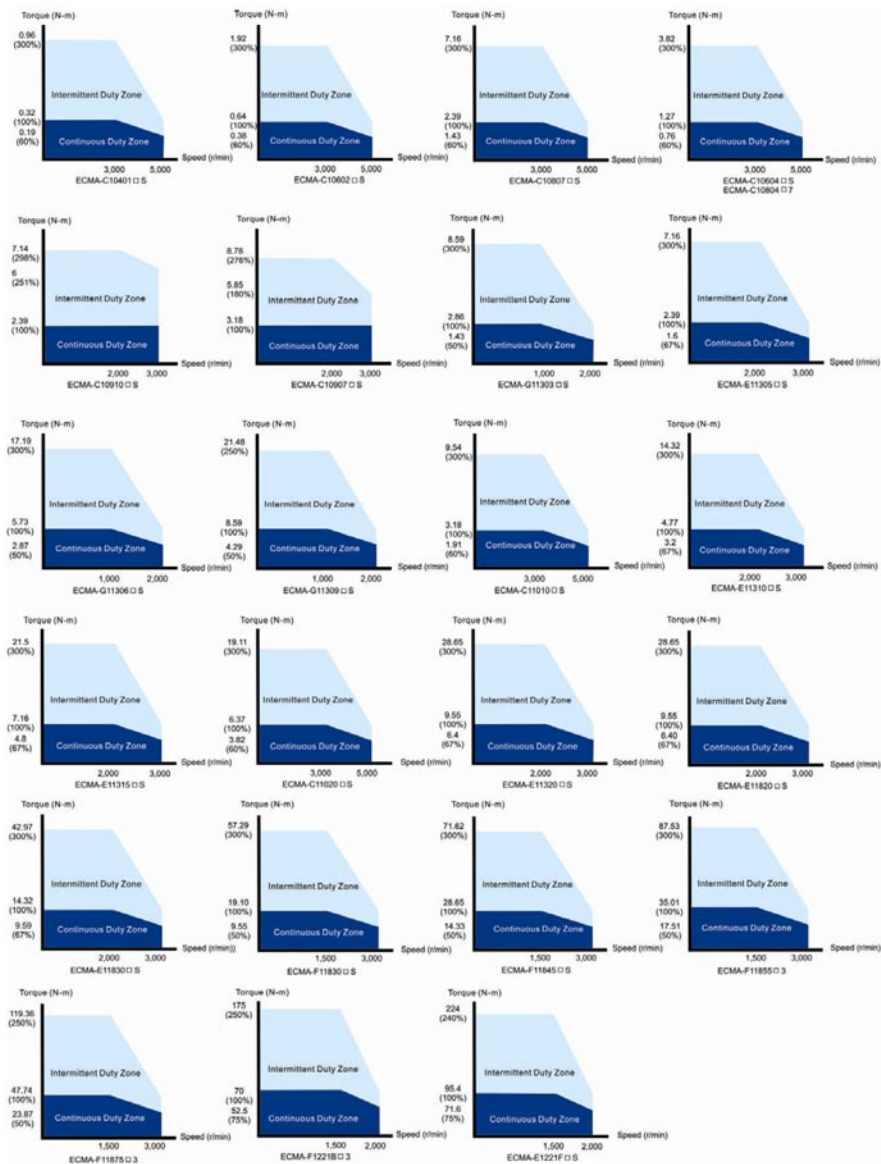 Torque (N-m)
0.96
(300%)
Intermittent Duty Zone
0.32
(100%)
0.19
(60%)
Continuous Duty Zone
3,000
5,000
Speed (r/min)
ECMA-C10401□S
Torque (N-m)
1.92
(300%)
Intermittent Duty Zone
0.64
(100%)
0.38
(60%)
Continuous Duty Zone
3,000
5,000
Speed (r/min)
ECMA-C10602□S
Torque (N-m)
7.16
(300%)
Intermittent Duty Zone
2.39
(100%)
1.43
(60%)
Continuous Duty Zone
3,000
5,000
Speed (r/min)
ECMA-C10807□S
Torque (N-m)
3.82
(300%)
Intermittent Duty Zone
1.27
(100%)
0.76
(60%)
Continuous Duty Zone
3,000
5,000
Speed (r/min)
ECMA-C10604□S
ECMA-C10804□7
Torque (N-m)
7.14
(298%)
6
(251%)
Intermittent Duty Zone
2.39
(100%)
Continuous Duty Zone
2,000
3,000
Speed (r/min)
ECMA-C10910□S
Torque (N-m)
8.78
(276%)
5.85
(180%)
Intermittent Duty Zone
3.18
(100%)
Continuous Duty Zone
2,000
3,000
Speed (r/min)
ECMA-C10907□S
Torque (N-m)
8.59
(300%)
Intermittent Duty Zone
2.86
(100%)
1.43
(50%)
Continuous Duty Zone
1,000
2,000
Speed (r/min)
ECMA-G11303□S
Torque (N-m)
7.16
(300%)
Intermittent Duty Zone
2.39
(100%)
1.6
(67%)
Continuous Duty Zone
2,000
3,000
Speed (r/min)
ECMA-E11305□S
Torque (N-m)
17.19
(300%)
Intermittent Duty Zone
5.73
(100%)
2.87
(50%)
Continuous Duty Zone
1,000
2,000
Speed (r/min)
ECMA-G11306□S
Torque (N-m)
21.48
(250%)
Intermittent Duty Zone
8.59
(100%)
4.29
(50%)
Continuous Duty Zone
1,000
2,000
Speed (r/min)
ECMA-G11309□S
Torque (N-m)
9.54
(300%)
Intermittent Duty Zone
3.18
(100%)
1.91
(60%)
Continuous Duty Zone
3,000
5,000
Speed (r/min)
ECMA-C11010□S
Torque (N-m)
14.32
(300%)
Intermittent Duty Zone
4.77
(100%)
3.2
(67%)
Continuous Duty Zone
2,000
3,000
Speed (r/min)
ECMA-E11310□S
Torque (N-m)
21.5
(300%)
Intermittent Duty Zone
7.16
(100%)
4.8
(67%)
Continuous Duty Zone
2,000
3,000
Speed (r/min)
ECMA-E11315□S
Torque (N-m)
19.11
(300%)
Intermittent Duty Zone
6.37
(100%)
3.82
(60%)
Continuous Duty Zone
3,000
5,000
Speed (r/min)
ECMA-C11020□S
Torque (N-m)
28.65
(300%)
Intermittent Duty Zone
9.55
(100%)
6.4
(67%)
Continuous Duty Zone
2,000
3,000
Speed (r/min)
ECMA-E11320□S
Torque (N-m)
28.65
(300%)
Intermittent Duty Zone
9.55
(100%)
6.40
(67%)
Continuous Duty Zone
2,000
3,000
Speed (r/min)
ECMA-E11820□S
Torque (N-m)
42.97
(300%)
Intermittent Duty Zone
14.32
(100%)
9.59
(67%)
Continuous Duty Zone
2,000
3,000
Speed (r/min))
ECMA-E11830□S
Torque (N-m)
57.29
(300%)
Intermittent Duty Zone
19.10
(100%)
9.55
(50%)
Continuous Duty Zone
1,500
3,000
Speed (r/min)
ECMA-F11830□S
Torque (N-m)
71.62
(300%)
Intermittent Duty Zone
28.65
(100%)
14.33
(50%)
Continuous Duty Zone
1,500
3,000
Speed (r/min)
ECMA-F11845□S
Torque (N-m)
87.53
(300%)
Intermittent Duty Zone
35.01
(100%)
17.51
(50%)
Continuous Duty Zone
1,500
3,000
Speed (r/min)
ECMA-F11855□3
Torque (N-m)
119.36
(250%)
Intermittent Duty Zone
47.74
(100%)
23.87
(50%)
Continuous Duty Zone
1,500
3,000
Speed (r/min)
ECMA-F11875□3
Torque (N-m)
175
(250%)
Intermittent Duty Zone
70
(100%)
52.5
(75%)
Continuous Duty Zone
1,500
2,000
Speed (r/min)
ECMA-F1221B□3
Torque (N-m)
224
(240%)
Intermittent Duty Zone
95.4
(100%)
71.6
(75%)
Continuous Duty Zone
1,500
2,000
Speed (r/min)
ECMA-E1221F□S